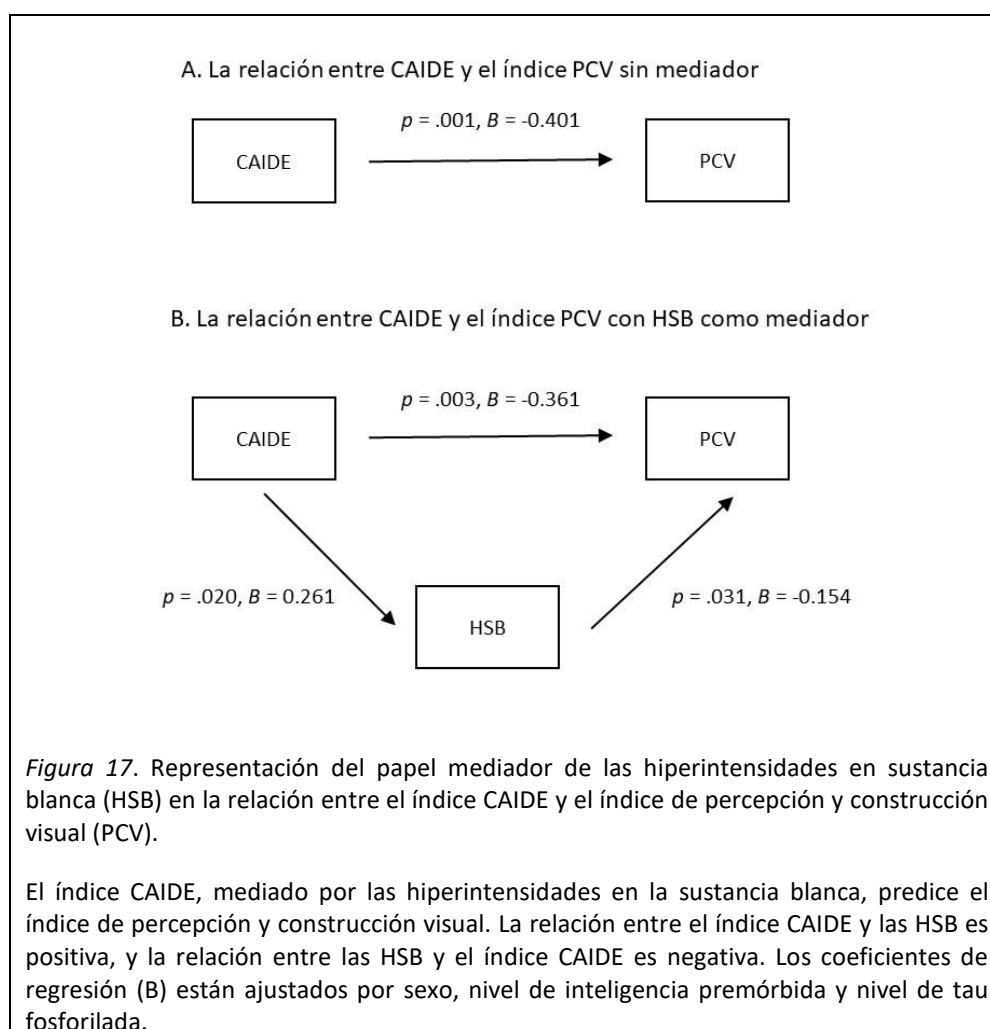 A. La relación entre CAIDE y el índice PCV sin mediador
p = .001, B = -0.401
CAIDE
PCV
B. La relación entre CAIDE y el índice PCV con HSB como mediador
p = .003, B = -0.361
CAIDE
PCV
p = .020, B = 0.261
p = .031, B = -0.154
HSB
Figura 17. Representación del papel mediador de las hiperintensidades en sustancia
blanca (HSB) en la relación entre el índice CAIDE y el índice de percepción y construcción
visual (PCV).
El índice CAIDE, mediado por las hiperintensidades en la sustancia blanca, predice el
índice de percepción y construcción visual. La relación entre el índice CAIDE y las HSB es
positiva, y la relación entre las HSB y el índice CAIDE es negativa. Los coeficientes de
regresión (B) están ajustados por sexo, nivel de inteligencia premórbida y nivel de tau
fosforilada.